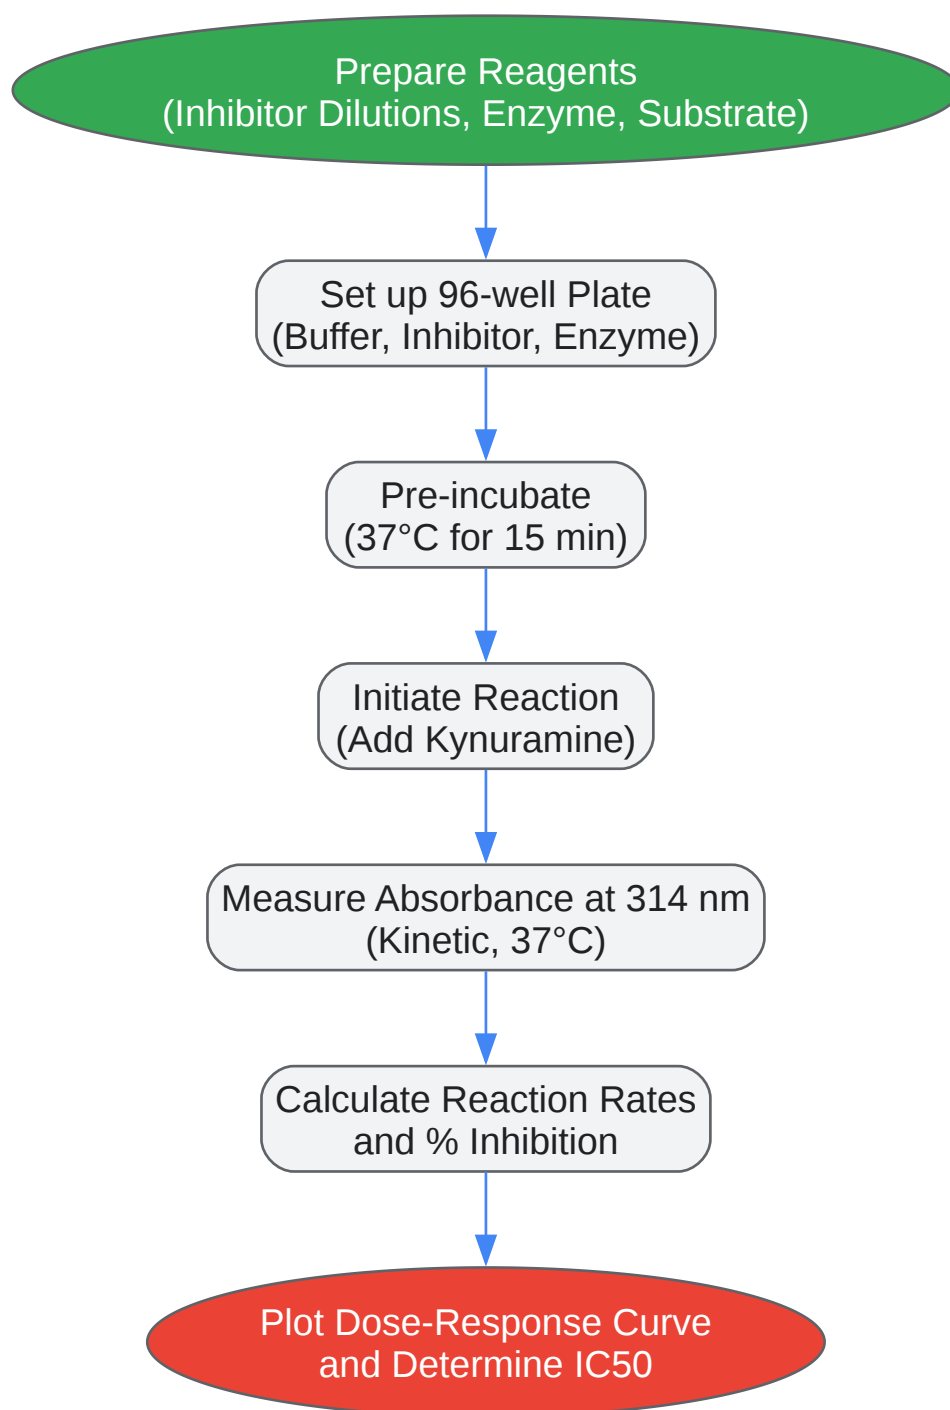 Prepare Reagents
(Inhibitor Dilutions, Enzyme, Substrate)
Set up 96-well Plate
(Buffer, Inhibitor, Enzyme)
Pre-incubate
(37°C for 15 min)
Initiate Reaction
(Add Kynuramine)
Measure Absorbance at 314 nm
(Kinetic, 37°C)
Calculate Reaction Rates
and % Inhibition
Plot Dose-Response Curve
and Determine IC50